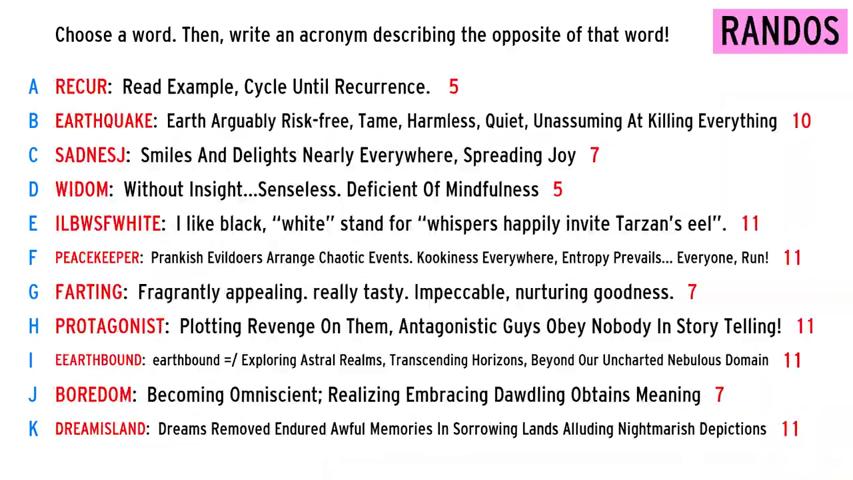 Choose a word. Then, write an acronym describing the opposite of that word!
RANDOS
A RECUR: Read Example, Cycle Until Recurrence. 5
B EARTHQUAKE: Earth Arguably Risk-free, Tame, Harmless, Quiet, Unassuming At Killing Everything 10
C SADNESJ: Smiles And Delights Nearly Everywhere, Spreading Joy 7
D WIDOM: Without Insight...Senseless. Deficient Of Mindfulness 5
E ILBWSFWHITE: I like black, “white” stand for “whispers happily invite Tarzan’s eel”. 11
F PEACEKEEPER: Prankish Evildoers Arrange Chaotic Events. Kookiness Everywhere, Entropy Prevails... Everyone, Run! 11
G FARTING: Fragrantly appealing. really tasty. Impeccable, nurturing goodness. 7
H PROTAGONIST: Plotting Revenge On Them, Antagonistic Guys Obey Nobody In Story Telling! 11
I EEARTHBOUND: earthbound =/ Exploring Astral Realms, Transcending Horizons, Beyond Our Uncharted Nebulous Domain 11
J BOREDOM: Becoming Omniscient; Realizing Embracing Dawdling Obtains Meaning 7
K DREAMISLAND: Dreams Removed Endured Awful Memories In Sorrowing Lands Alluding Nightmarish Depictions 11